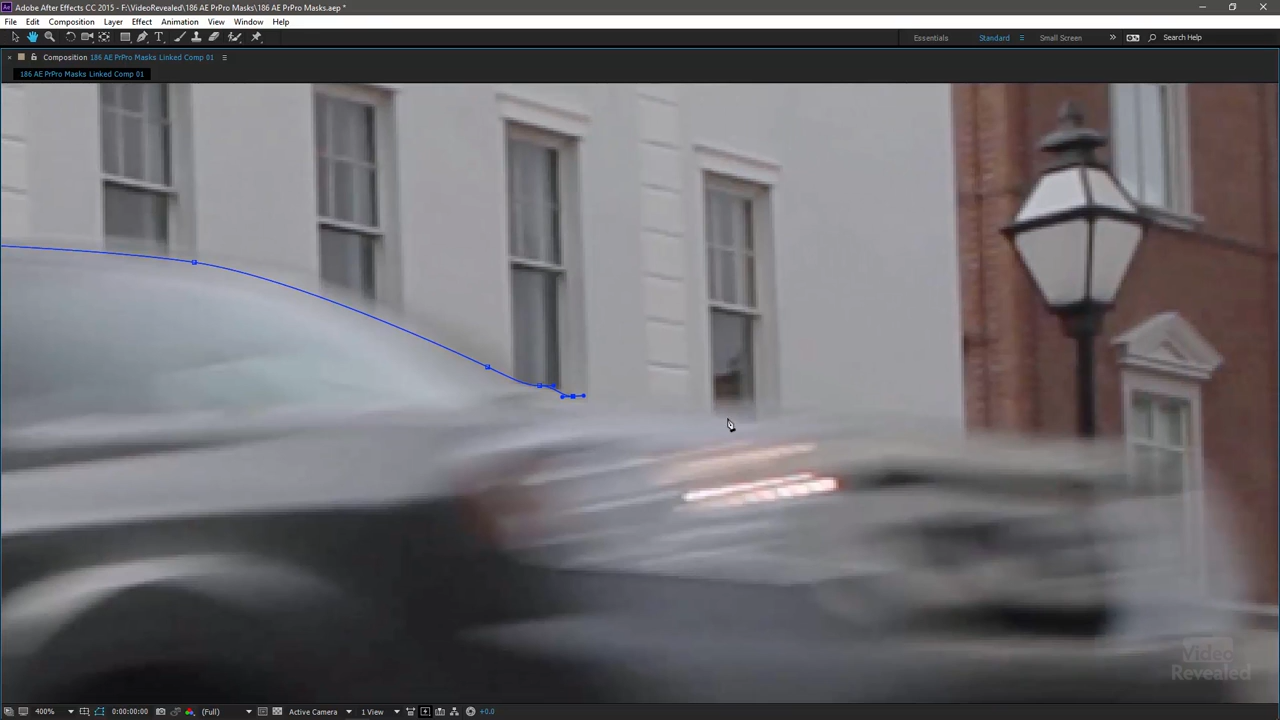 Adobe After Effects CC 2015 - F:\VideoRevealed\186 AE PrPro Masks\186 AE PrPro Masks.aep *
File Edit Composition Layer Effect Animation View Window Help
Essentials Standard Small Screen Search Help
Composition 186 AE PrPro Masks Linked Comp 01
186 AE PrPro Masks Linked Comp 01
Video
Revealed
400% 0:00:00:00 (Full) Active Camera 1 View +0.0